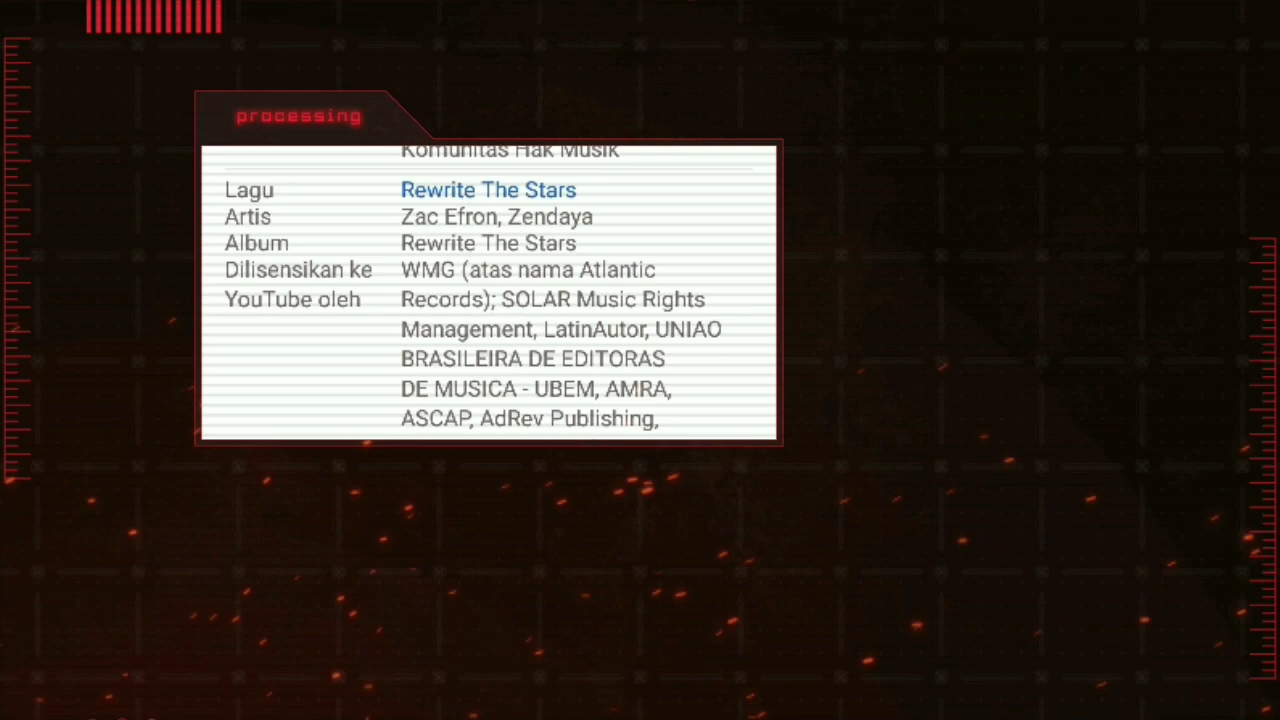 processing
Komunitas Hak Musik
Lagu Rewrite The Stars
Artis Zac Efron, Zendaya
Album Rewrite The Stars
Dilisensikan ke WMG (atas nama Atlantic
YouTube oleh Records); SOLAR Music Rights
Management, LatinAutor, UNIAO
BRASILEIRA DE EDITORAS
DE MUSICA - UBEM, AMRA,
ASCAP, AdRev Publishing,